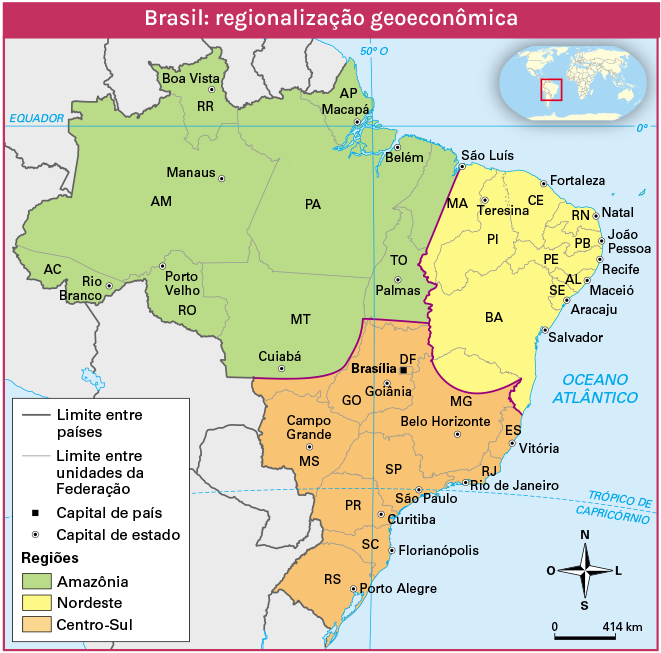 Brasil: regionalização geoeconômica
50º O
Boa Vista
RR
AP
Macapá
EQUADOR
0º
Belém
São Luís
Manaus
Fortaleza
AM
PA
MA
Teresina
CE
RN
Natal
PI
PB
João
Pessoa
TO
PE
Recife
AC
Rio
Branco
Porto
Velho
Palmas
AL
Maceió
SE
Aracaju
RO
MT
BA
Salvador
Cuiabá
Brasília
DF
Goiânia
OCEANO
ATLÂNTICO
GO
MG
Campo
Grande
Belo Horizonte
ES
Vitória
MS
SP
RJ
Rio de Janeiro
São Paulo
TRÓPICO DE
CAPRICÓRNIO
PR
Curitiba
SC
Florianópolis
RS
Porto Alegre
Limite entre
países
Limite entre
unidades da
Federação
Capital de país
Capital de estado
Regiões
Amazônia
Nordeste
Centro-Sul
N
O
L
S
0
414 km